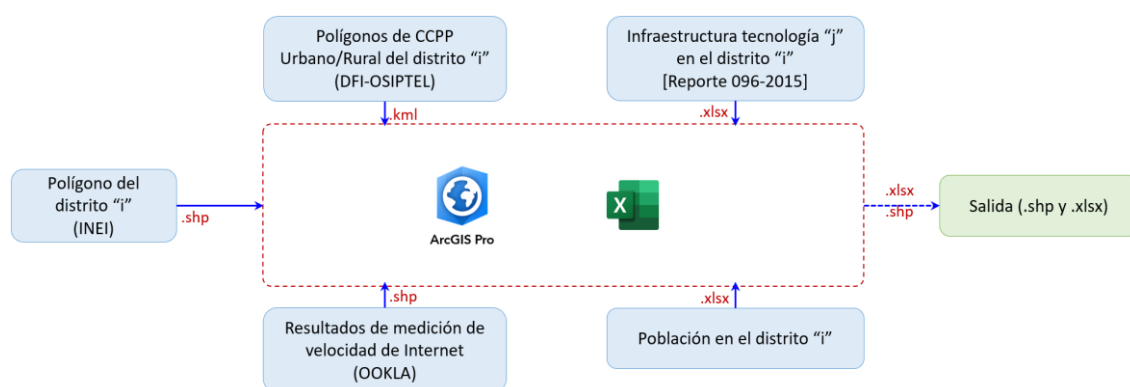 Polígonos de CCPP
Urbano/Rural del distrito “i”
(DFI-OSIPTEL)
Infraestructura tecnología “j”
en el distrito “i”
[Reporte 096-2015]
.kml
.xlsx
Polígono del
distrito “i”
(INEI)
.shp
ArcGIS Pro
X
.xlsx
.shp
Salida (.shp y .xlsx)
.shp
.xlsx
Resultados de medición de
velocidad de Internet
(OOKLA)
Población en el distrito “i”